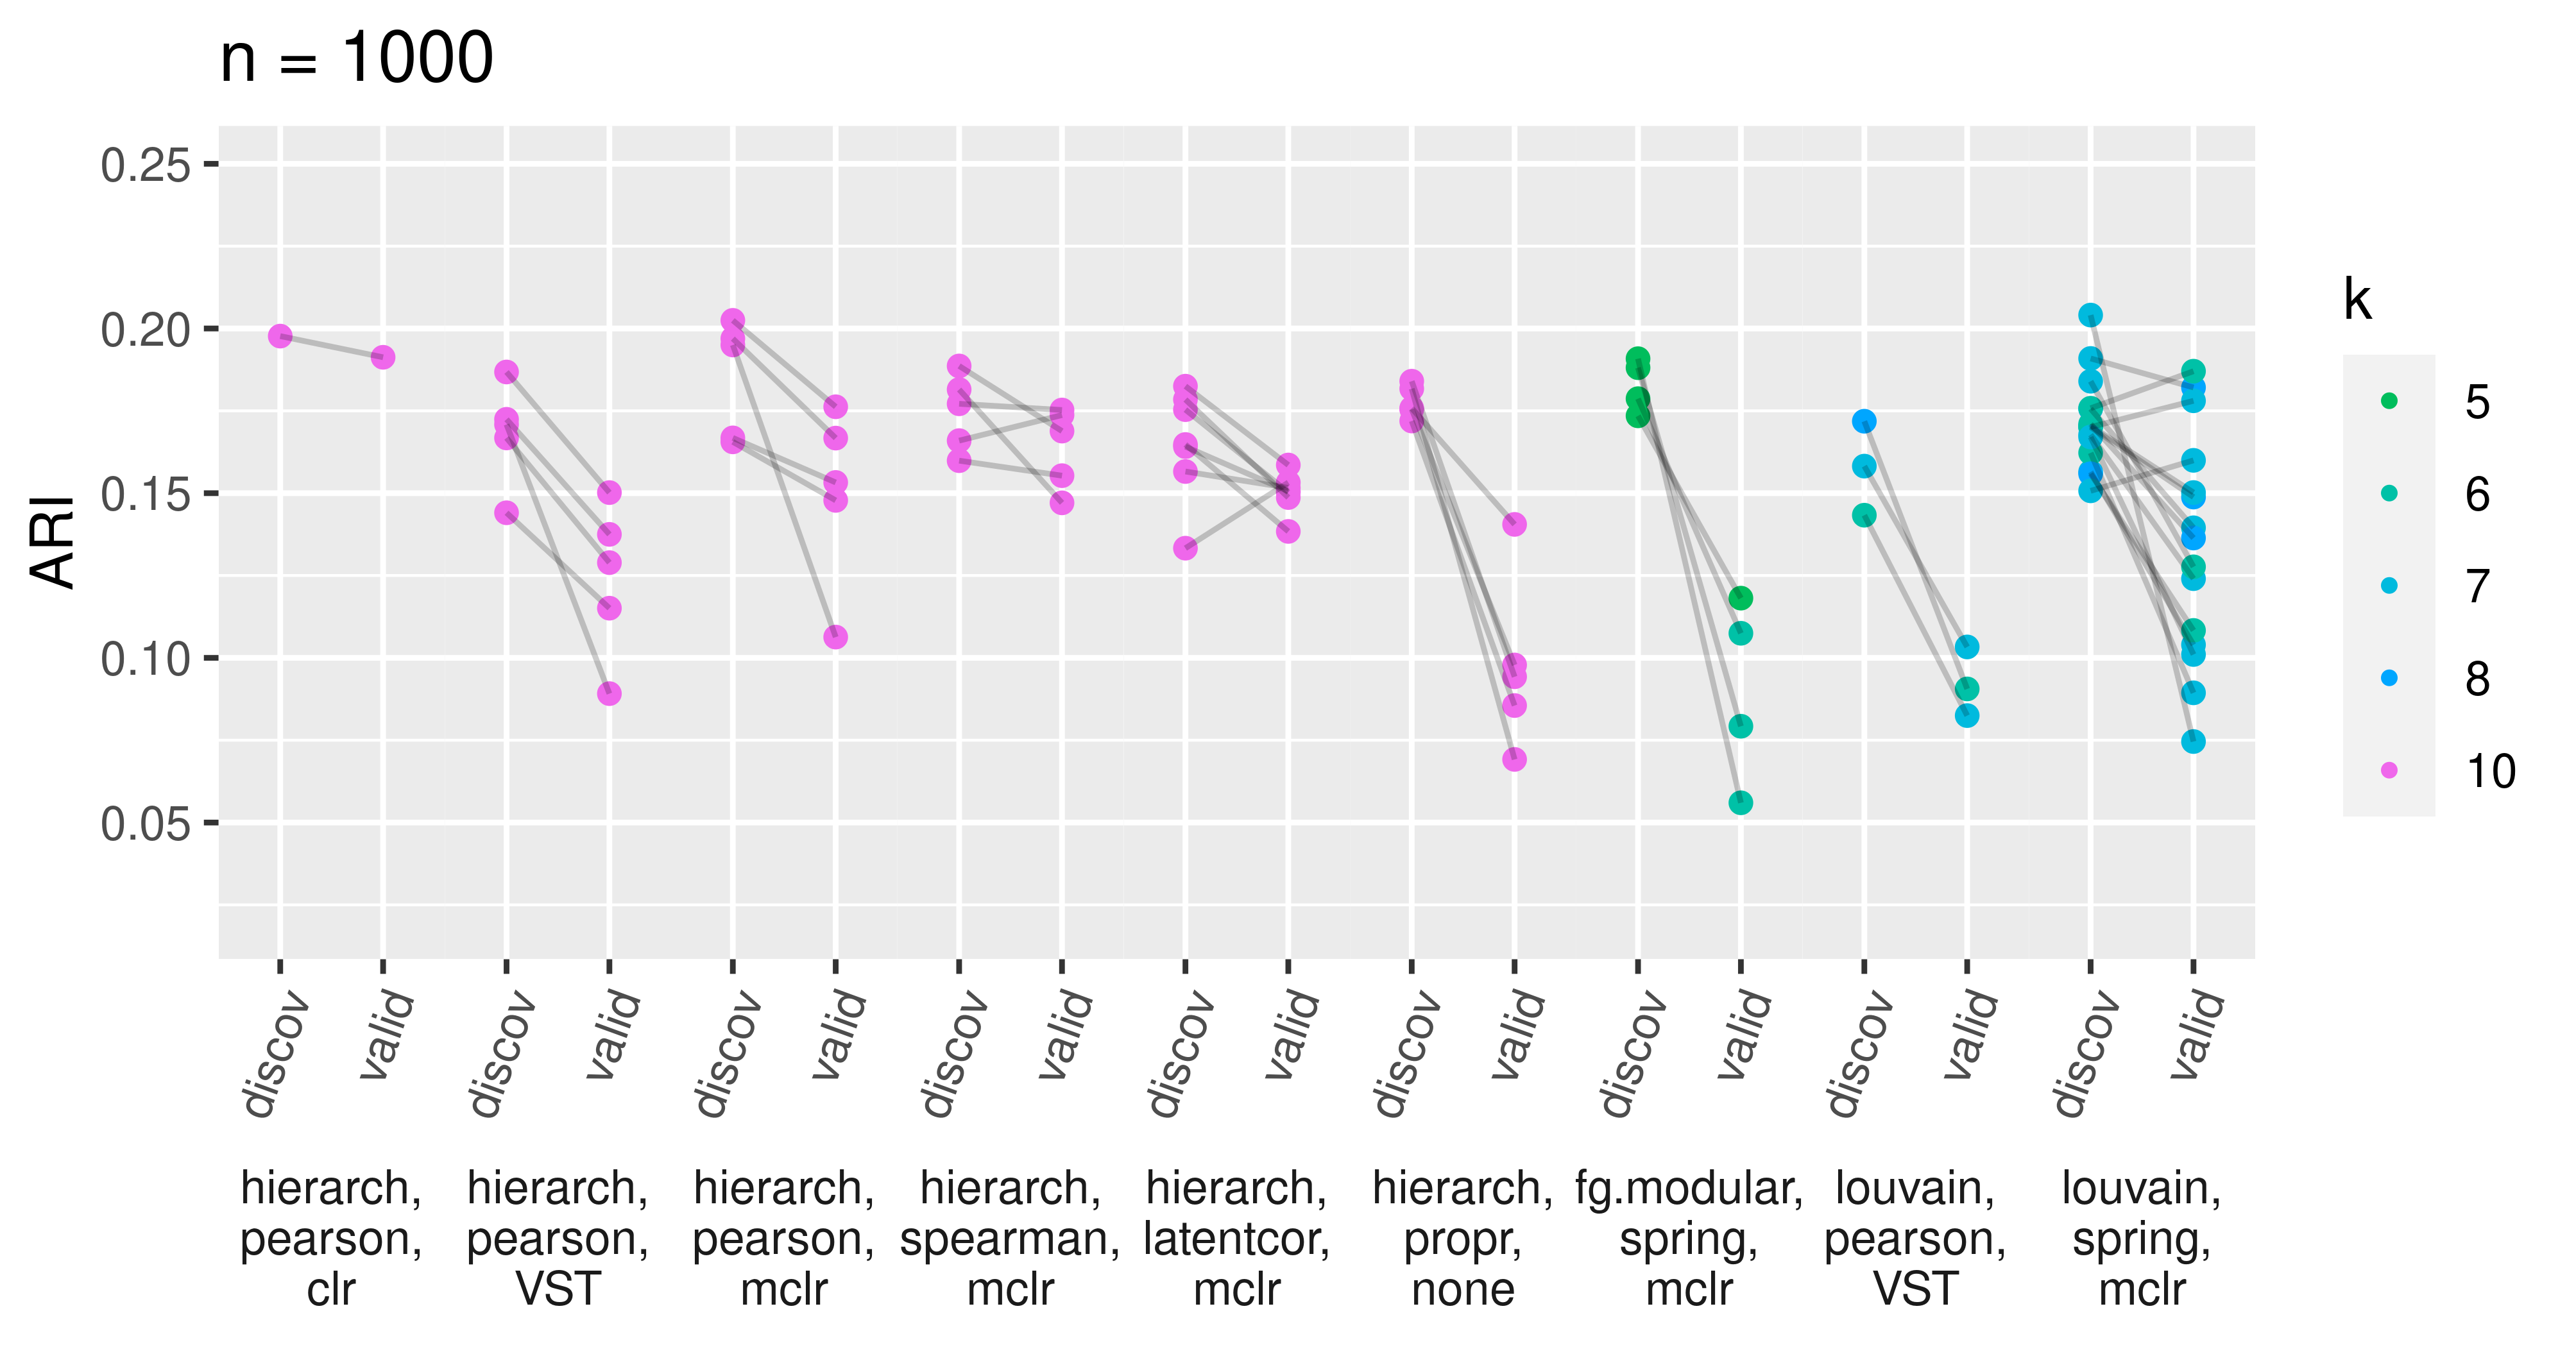 n = 1000
ARI
0.25
0.20
0.15
0.10
0.05
discov
valid
discov
valid
discov
valid
discov
valid
discov
valid
discov
valid
discov
valid
discov
valid
discov
valid
hierarch,
pearson,
clr
hierarch,
pearson,
VST
hierarch,
pearson,
mclr
hierarch,
spearman,
mclr
hierarch,
latentcor,
mclr
hierarch,
propr,
none
fg.modular,
spring,
mclr
louvain,
pearson,
VST
louvain,
spring,
mclr
k
5
6
7
8
10